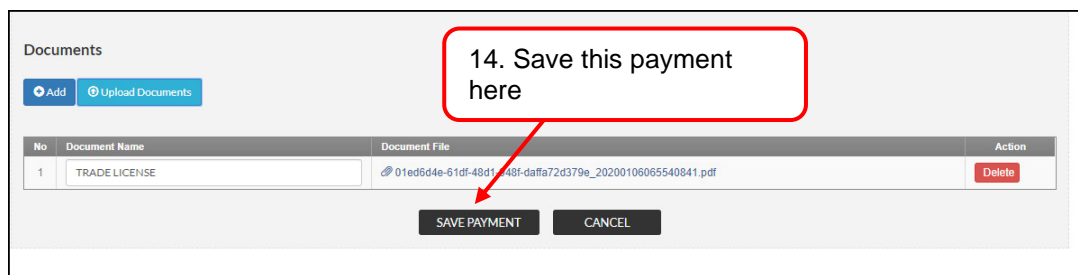 Documents
14. Save this payment
here
Add Upload Documents
No Document Name Document File Action
1 TRADE LICENSE 01ed6d4e-61df-48d1-948f-daffa72d379e_20200106065540841.pdf Delete
SAVE PAYMENT CANCEL